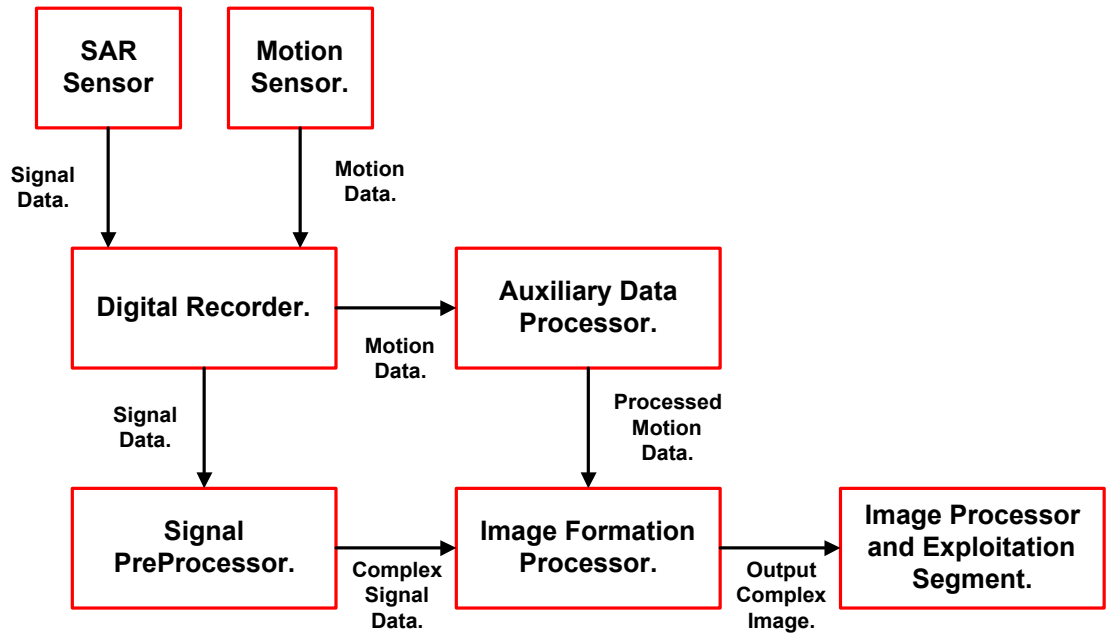 SAR
Sensor
Motion
Sensor.
Signal
Data.
Motion
Data.
Digital Recorder.
Auxiliary Data
Processor.
Motion
Data.
Signal
Data.
Processed
Motion
Data.
Signal
PreProcessor.
Image Formation
Processor.
Image Processor
and Exploitation
Segment.
Complex
Signal
Data.
Output
Complex
Image.